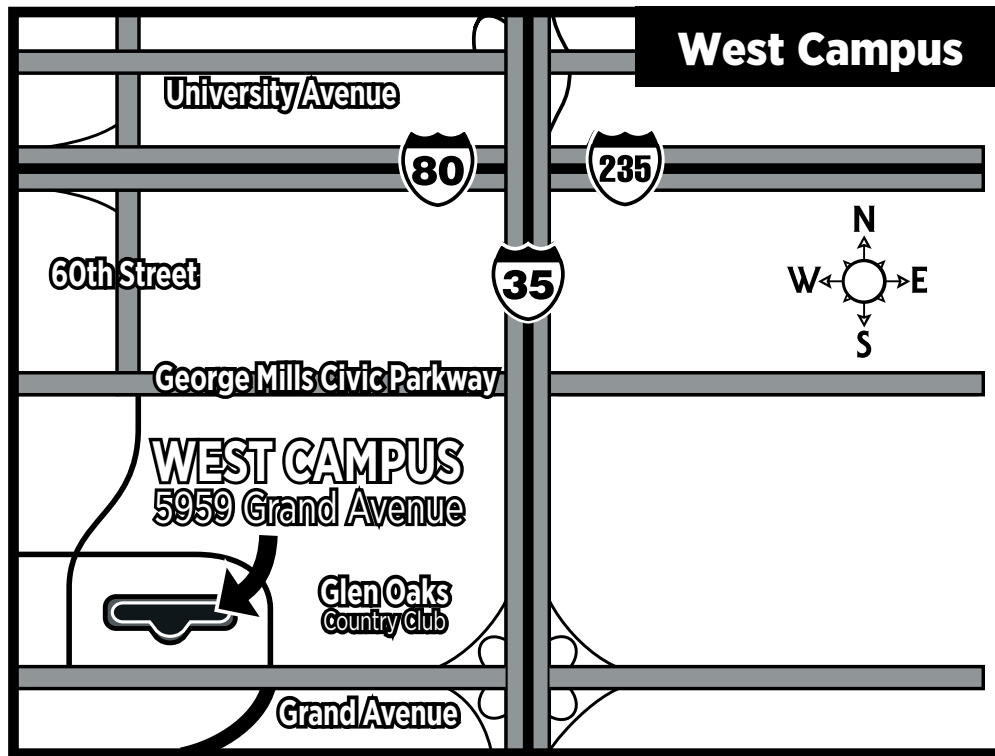 West Campus
University Avenue
80
235
N
60th Street
35
W E
S
George Mills Civic Parkway
WEST CAMPUS
5959 Grand Avenue
Glen Oaks
Country Club
Grand Avenue